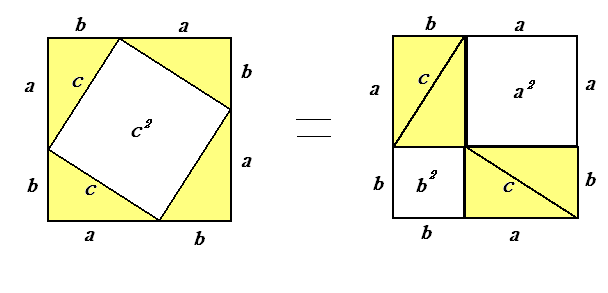 b a b a
a c b a c a² a
c² =
b c a b b² c b
a b b a